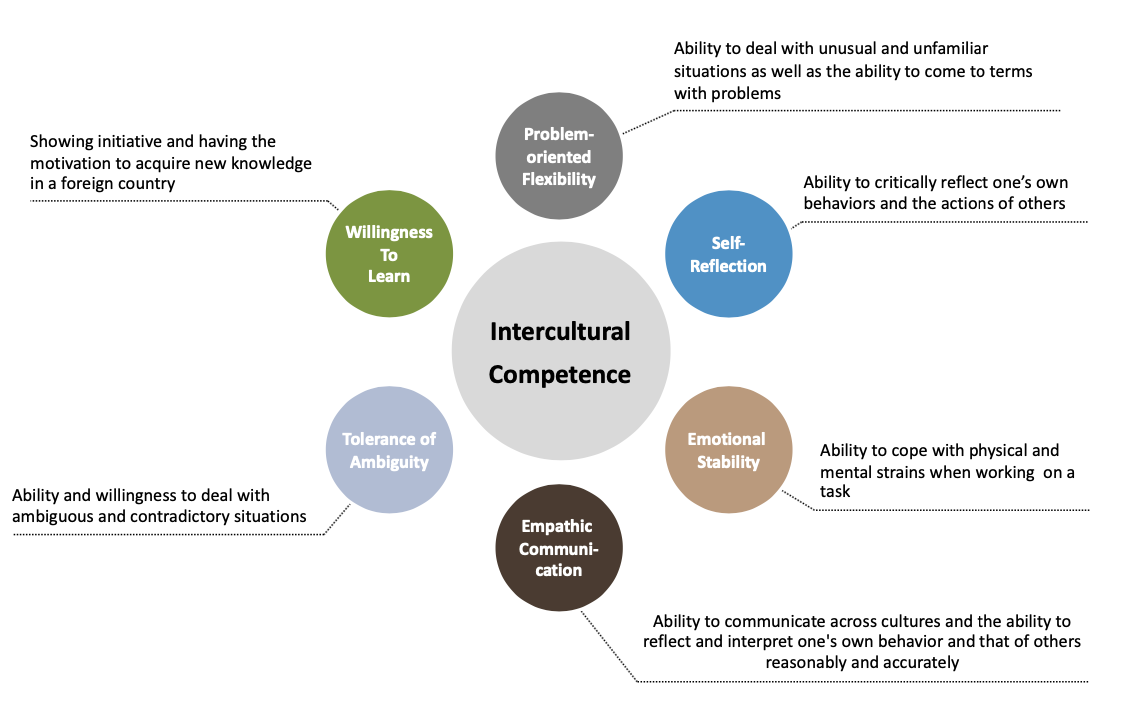 Ability to deal with unusual and unfamiliar
situations as well as the ability to come to terms
with problems
Problem-
oriented
Flexibility
Showing initiative and having the
motivation to acquire new knowledge
in a foreign country
Willingness
To
Learn
Ability to critically reflect one’s own
behaviors and the actions of others
Self-
Reflection
Intercultural
Competence
Tolerance of
Ambiguity
Ability and willingness to deal with
ambiguous and contradictory situations
Emotional
Stability
Ability to cope with physical and
mental strains when working  on a
task
Empathic
Communi-
cation
Ability to communicate across cultures and the ability to
reflect and interpret one's own behavior and that of others
reasonably and accurately